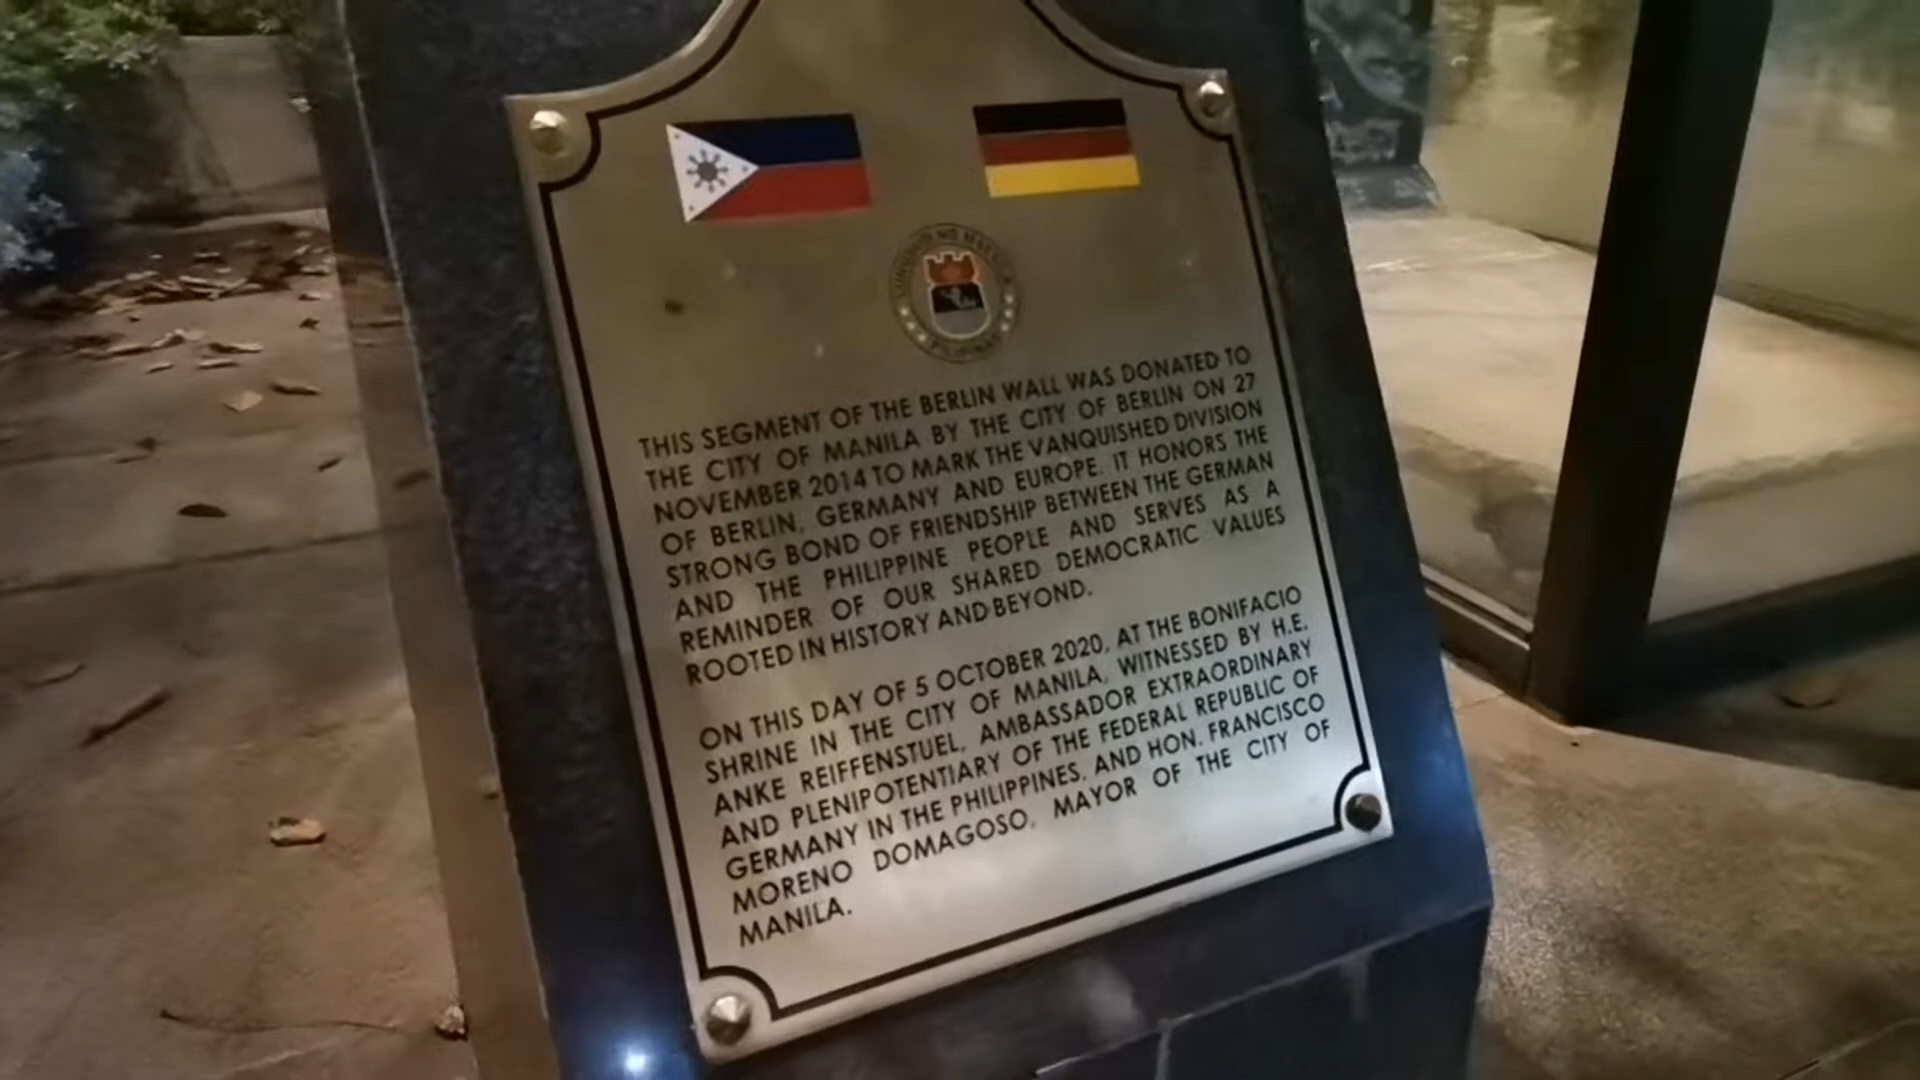 LUNGSOD NG MAYNILA
PILIPINAS
THIS SEGMENT OF THE BERLIN WALL WAS DONATED TO
THE CITY OF MANILA BY THE CITY OF BERLIN ON 27
NOVEMBER 2014 TO MARK THE VANQUISHED DIVISION
OF BERLIN, GERMANY AND EUROPE. IT HONORS THE
STRONG BOND OF FRIENDSHIP BETWEEN THE GERMAN
AND THE PHILIPPINE PEOPLE AND SERVES AS A
REMINDER OF OUR SHARED DEMOCRATIC VALUES
ROOTED IN HISTORY AND BEYOND.
ON THIS DAY OF 5 OCTOBER 2020, AT THE BONIFACIO
SHRINE IN THE CITY OF MANILA, WITNESSED BY H.E.
ANKE REIFFENSTUEL, AMBASSADOR EXTRAORDINARY
AND PLENIPOTENTIARY OF THE FEDERAL REPUBLIC OF
GERMANY IN THE PHILIPPINES, AND HON. FRANCISCO
MORENO DOMAGOSO, MAYOR OF THE CITY OF
MANILA.